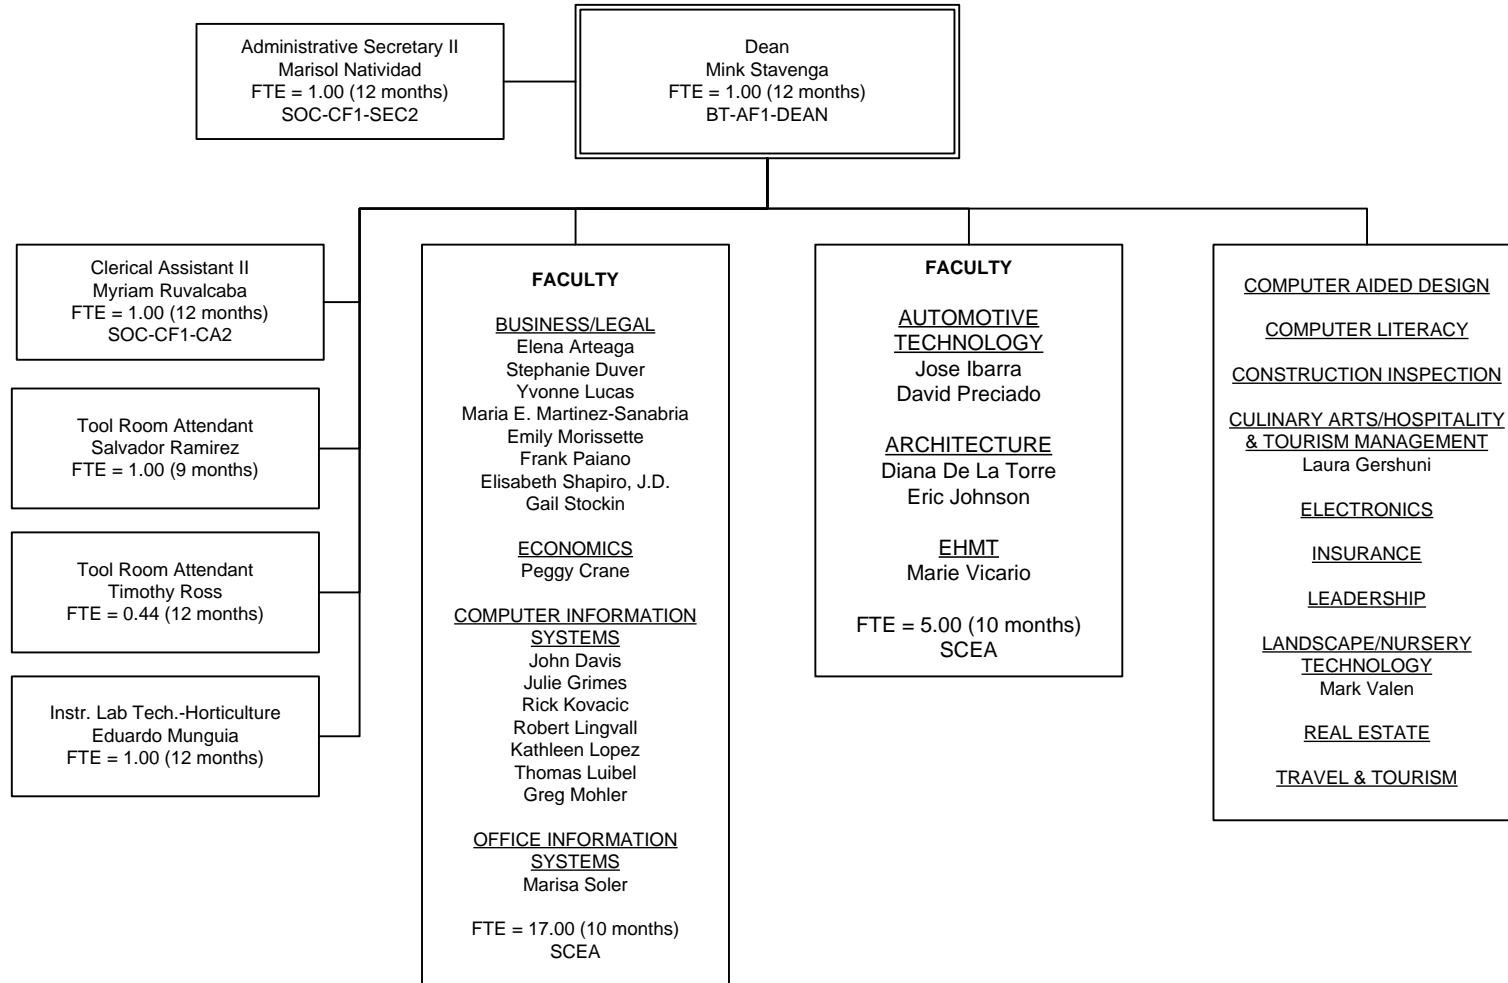 Administrative Secretary II
Marisol Natividad
FTE = 1.00 (12 months)
SOC-CF1-SEC2
Dean
Mink Stavenga
FTE = 1.00 (12 months)
BT-AF1-DEAN
Clerical Assistant II
Myriam Ruvalcaba
FTE = 1.00 (12 months)
SOC-CF1-CA2
Tool Room Attendant
Salvador Ramirez
FTE = 1.00 (9 months)
Tool Room Attendant
Timothy Ross
FTE = 0.44 (12 months)
Instr. Lab Tech.-Horticulture
Eduardo Munguia
FTE = 1.00 (12 months)
FACULTY
BUSINESS/LEGAL
Elena Arteaga
Stephanie Duver
Yvonne Lucas
Maria E. Martinez-Sanabria
Emily Morissette
Frank Paiano
Elisabeth Shapiro, J.D.
Gail Stockin
ECONOMICS
Peggy Crane
COMPUTER INFORMATION
SYSTEMS
John Davis
Julie Grimes
Rick Kovacic
Robert Lingvall
Kathleen Lopez
Thomas Luibel
Greg Mohler
OFFICE INFORMATION
SYSTEMS
Marisa Soler
FTE = 17.00 (10 months)
SCEA
FACULTY
AUTOMOTIVE
TECHNOLOGY
Jose Ibarra
David Preciado
ARCHITECTURE
Diana De La Torre
Eric Johnson
EHMT
Marie Vicario
FTE = 5.00 (10 months)
SCEA
COMPUTER AIDED DESIGN
COMPUTER LITERACY
CONSTRUCTION INSPECTION
CULINARY ARTS/HOSPITALITY
& TOURISM MANAGEMENT
Laura Gershuni
ELECTRONICS
INSURANCE
LEADERSHIP
LANDSCAPE/NURSERY
TECHNOLOGY
Mark Valen
REAL ESTATE
TRAVEL & TOURISM